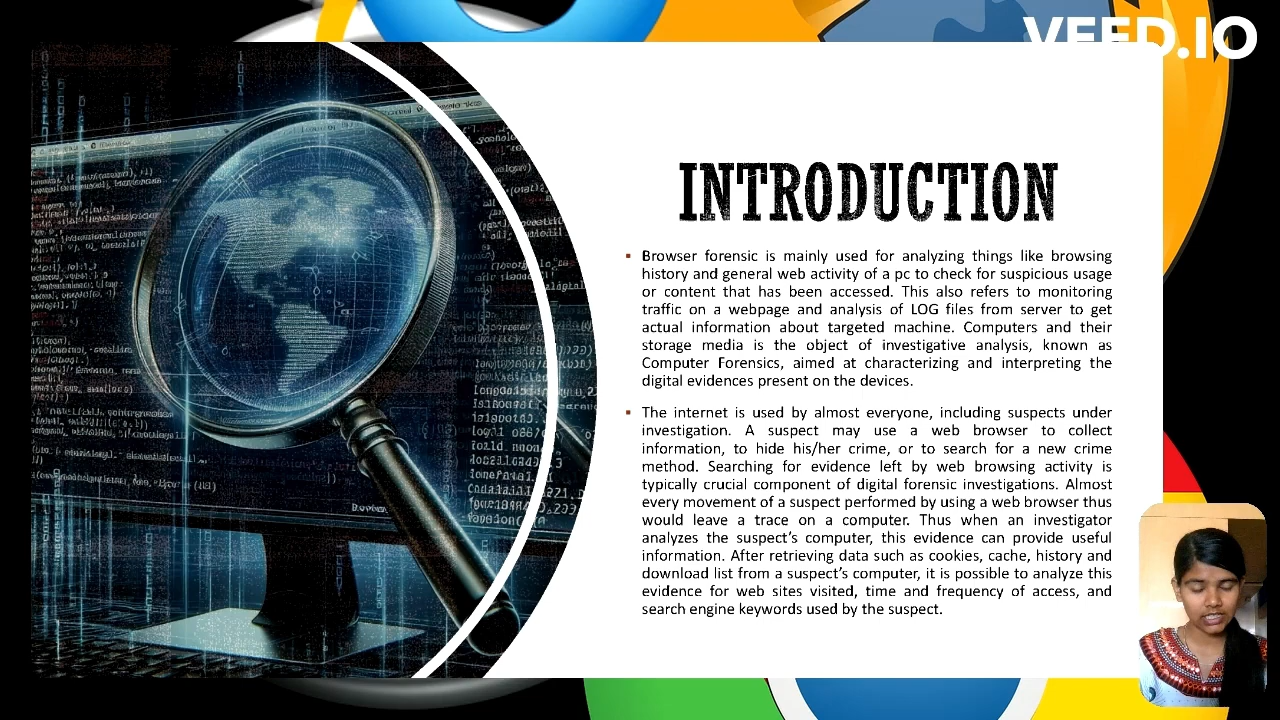 VEED.IO
INTRODUCTION
▪ Browser forensic is mainly used for analyzing things like browsing
history and general web activity of a pc to check for suspicious usage
or content that has been accessed. This also refers to monitoring
traffic on a webpage and analysis of LOG files from server to get
actual information about targeted machine. Computers and their
storage media is the object of investigative analysis, known as
Computer Forensics, aimed at characterizing and interpreting the
digital evidences present on the devices.
▪ The internet is used by almost everyone, including suspects under
investigation. A suspect may use a web browser to collect
information, to hide his/her crime, or to search for a new crime
method. Searching for evidence left by web browsing activity is
typically crucial component of digital forensic investigations. Almost
every movement of a suspect performed by using a web browser thus
would leave a trace on a computer. Thus when an investigator
analyzes the suspect's computer, this evidence can provide useful
information. After retrieving data such as cookies, cache, history and
download list from a suspect's computer, it is possible to analyze this
evidence for web sites visited, time and frequency of access, and
search engine keywords used by the suspect.